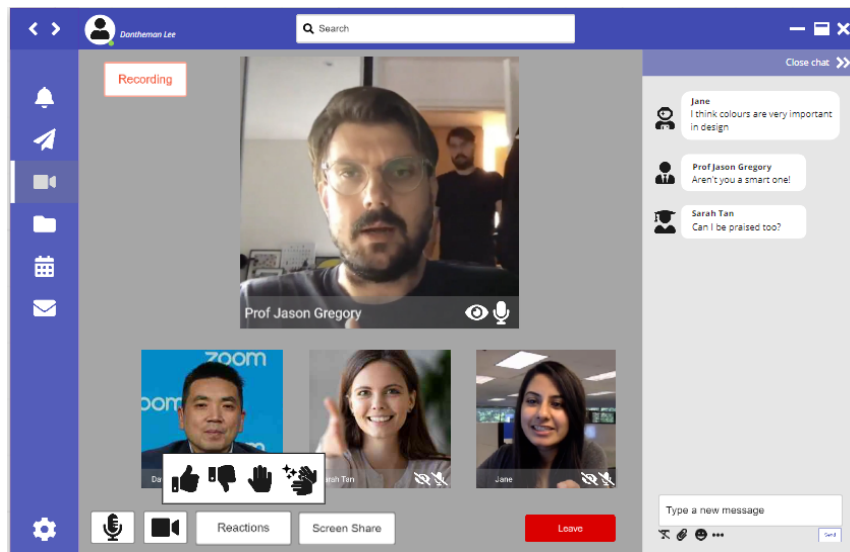 Dontheman Lee
Search
Close chat
Recording
Jane
I think colours are very important
in design
Prof Jason Gregory
Aren't you a smart one!
Sarah Tan
Can I be praised too?
Prof Jason Gregory
zoom
zoom
Jane
Type a new message
Reactions
Screen Share
Leave
Send